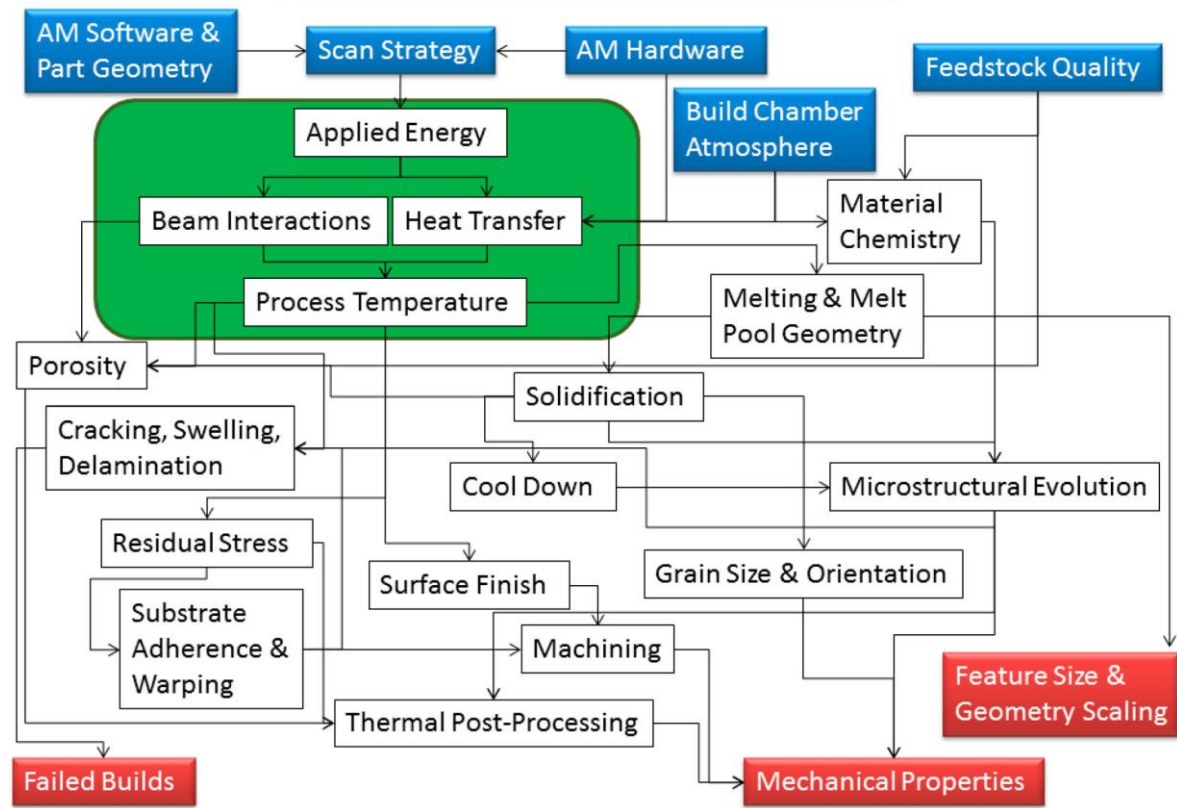 AM Software &
Part Geometry
Scan Strategy
AM Hardware
Feedstock Quality
Build Chamber
Atmosphere
Applied Energy
Beam Interactions
Heat Transfer
Material
Chemistry
Process Temperature
Melting & Melt
Pool Geometry
Porosity
Solidification
Cracking, Swelling,
Delamination
Cool Down
Microstructural Evolution
Residual Stress
Surface Finish
Grain Size & Orientation
Substrate
Adherence &
Warping
Machining
Feature Size &
Geometry Scaling
Thermal Post-Processing
Failed Builds
Mechanical Properties